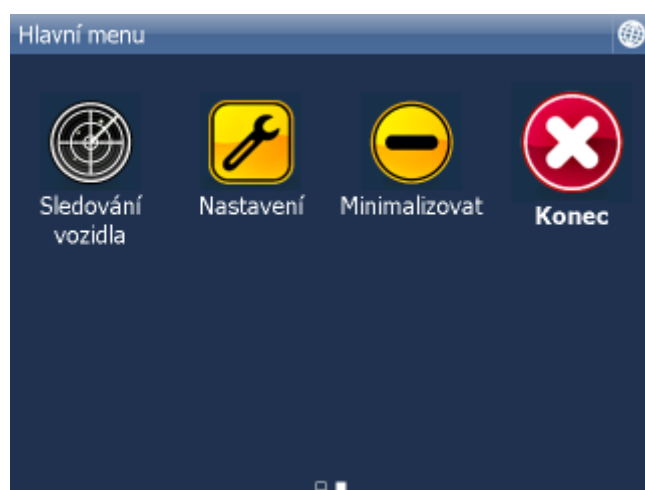 Hlavní menu
Sledování
vozidla
Nastavení
Minimalizovat
Konec